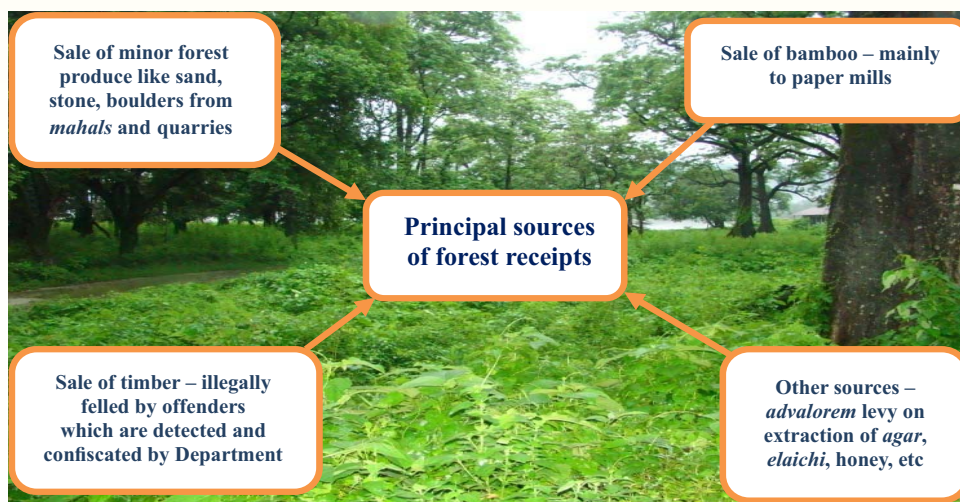 Sale of minor forest
produce like sand,
stone, boulders from
mahals and quarries
Sale of bamboo – mainly
to paper mills
Principal sources
of forest receipts
Sale of timber – illegally
felled by offenders
which are detected and
confiscated by Department
Other sources –
advalorem levy on
extraction of agar,
elaichi, honey, etc